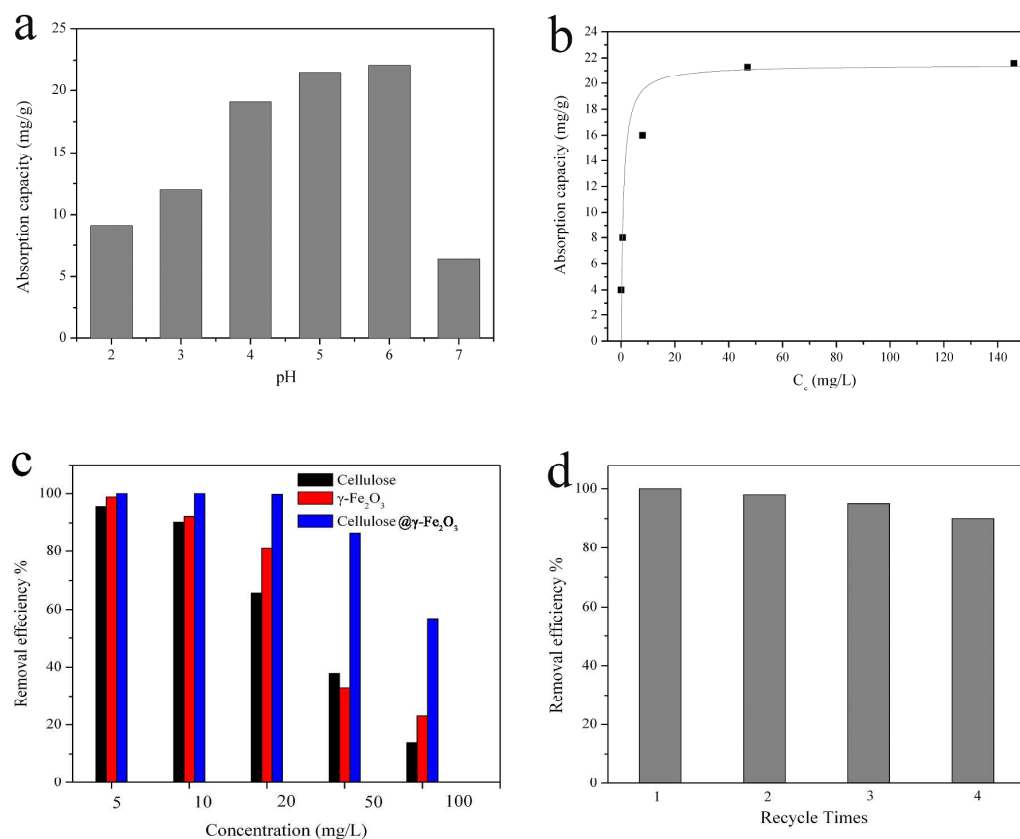 a
Absorption capacity (mg/g)
25
20
15
10
5
0
2 3 4 5 6 7
pH
b
Absorption capacity (mg/g)
24
22
20
18
16
14
12
10
8
6
4
2
0
0 20 40 60 80 100 120 140
Cₑ (mg/L)
c
Removal effeciency %
100
80
60
40
20
0
Cellulose
γ-Fe₂O₃
Cellulose@γ-Fe₂O₃
5 10 20 50 100
Concentration (mg/L)
d
Removal efficiency %
100
80
60
40
20
0
1 2 3 4
Recycle Times